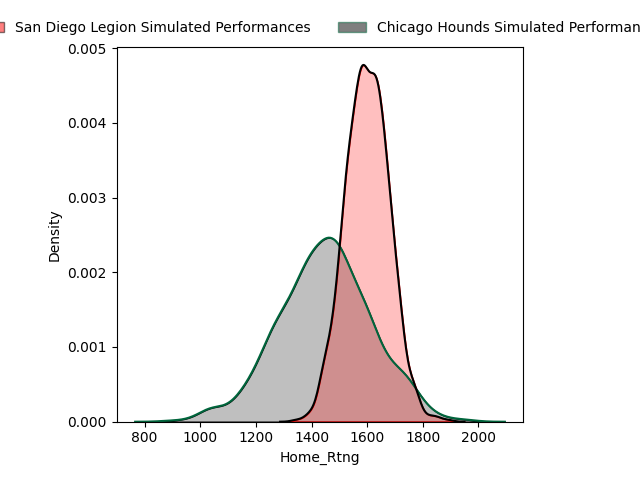 San Diego Legion Simulated Performances
Chicago Hounds Simulated Performan
0.005
0.004
0.003
0.002
0.001
0.000
Density
800 1000 1200 1400 1600 1800 2000
Home_Rtng